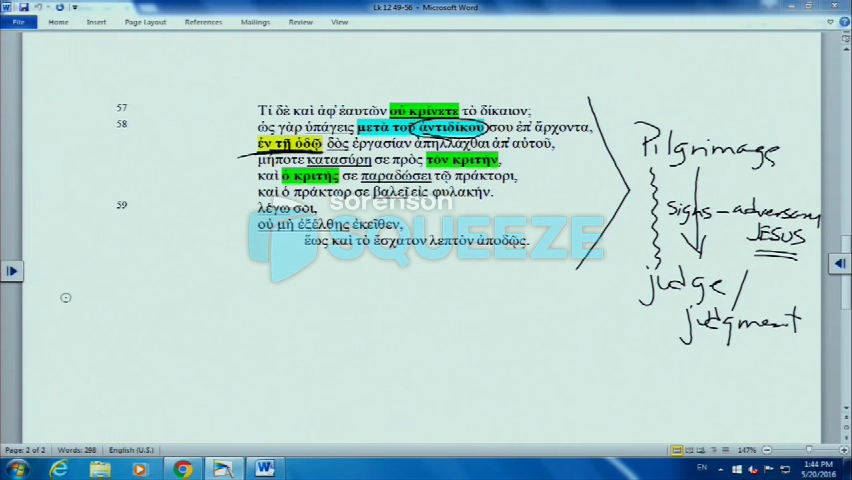 Lk 12 49-56 - Microsoft Word
File Home Insert Page Layout References Mailings Review View
57 Τί δὲ καὶ ἀφ' ἑαυτῶν οὐ κρίνετε τὸ δίκαιον;
58 ὡς γὰρ ὑπάγεις μετὰ τοῦ ἀντιδίκου σου ἐπ' ἄρχοντα,
ἐν τῇ ὁδῷ δὸς ἐργασίαν ἀπηλλάχθαι ἀπ' αὐτοῦ,
μήποτε κατασύρῃ σε πρὸς τὸν κριτήν,
καὶ ὁ κριτής σε παραδώσει τῷ πράκτορι,
καὶ ὁ πράκτωρ σε βαλεῖ εἰς φυλακήν.
59 λέγω σοι,
οὐ μὴ ἐξέλθῃς ἐκεῖθεν,
ἕως καὶ τὸ ἔσχατον λεπτὸν ἀποδῷς.
sorenson
SQUEEZE
Pilgrimage
signs - adversary
JESUS
judge /
judgment
Page: 2 of 2 Words: 298 English (U.S.) 147%
EN 1:44 PM
5/20/2016